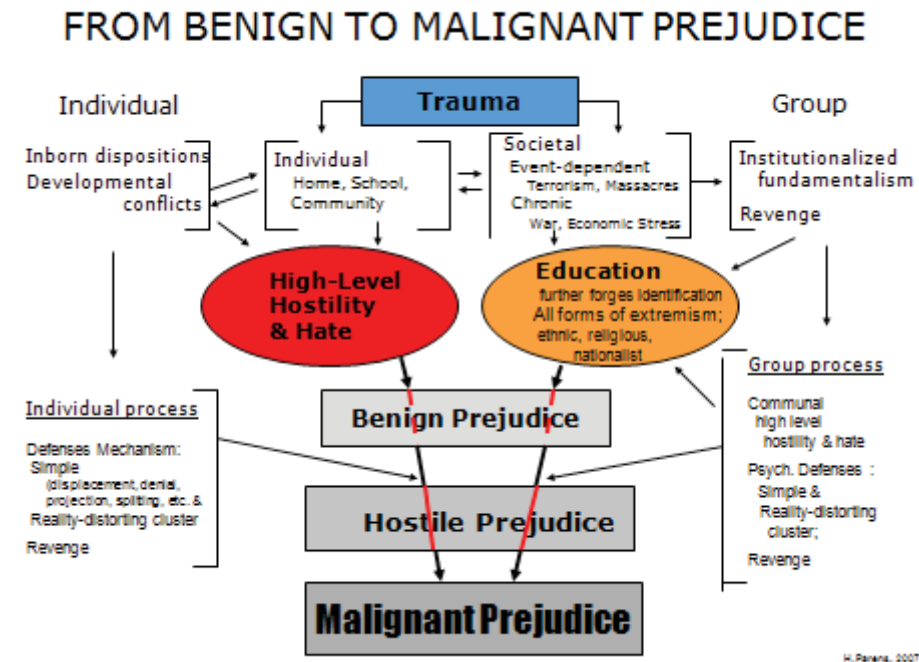 FROM BENIGN TO MALIGNANT PREJUDICE
Individual
Trauma
Group
Inborn dispositions
Developmental
conflicts
Individual
Home, School,
Community
Societal
Event-dependent
Terrorism, Massacres
Chronic
War, Economic Stress
Institutionalized
fundamentalism
Revenge
High-Level
Hostility
& Hate
Education
further forges identification
All forms of extremism;
ethnic, religious,
nationalist
Individual process
Defenses Mechanism:
Simple
(displacement, denial,
projection, spliting, etc. &
Reality-distorting cluster
Revenge
Group process
Communal
high level
hostility & hate
Psych. Defenses :
Simple &
Reality-distorting
cluster;
Revenge
Benign Prejudice
Hostile Prejudice
Malignant Prejudice
H. Parens, 2007